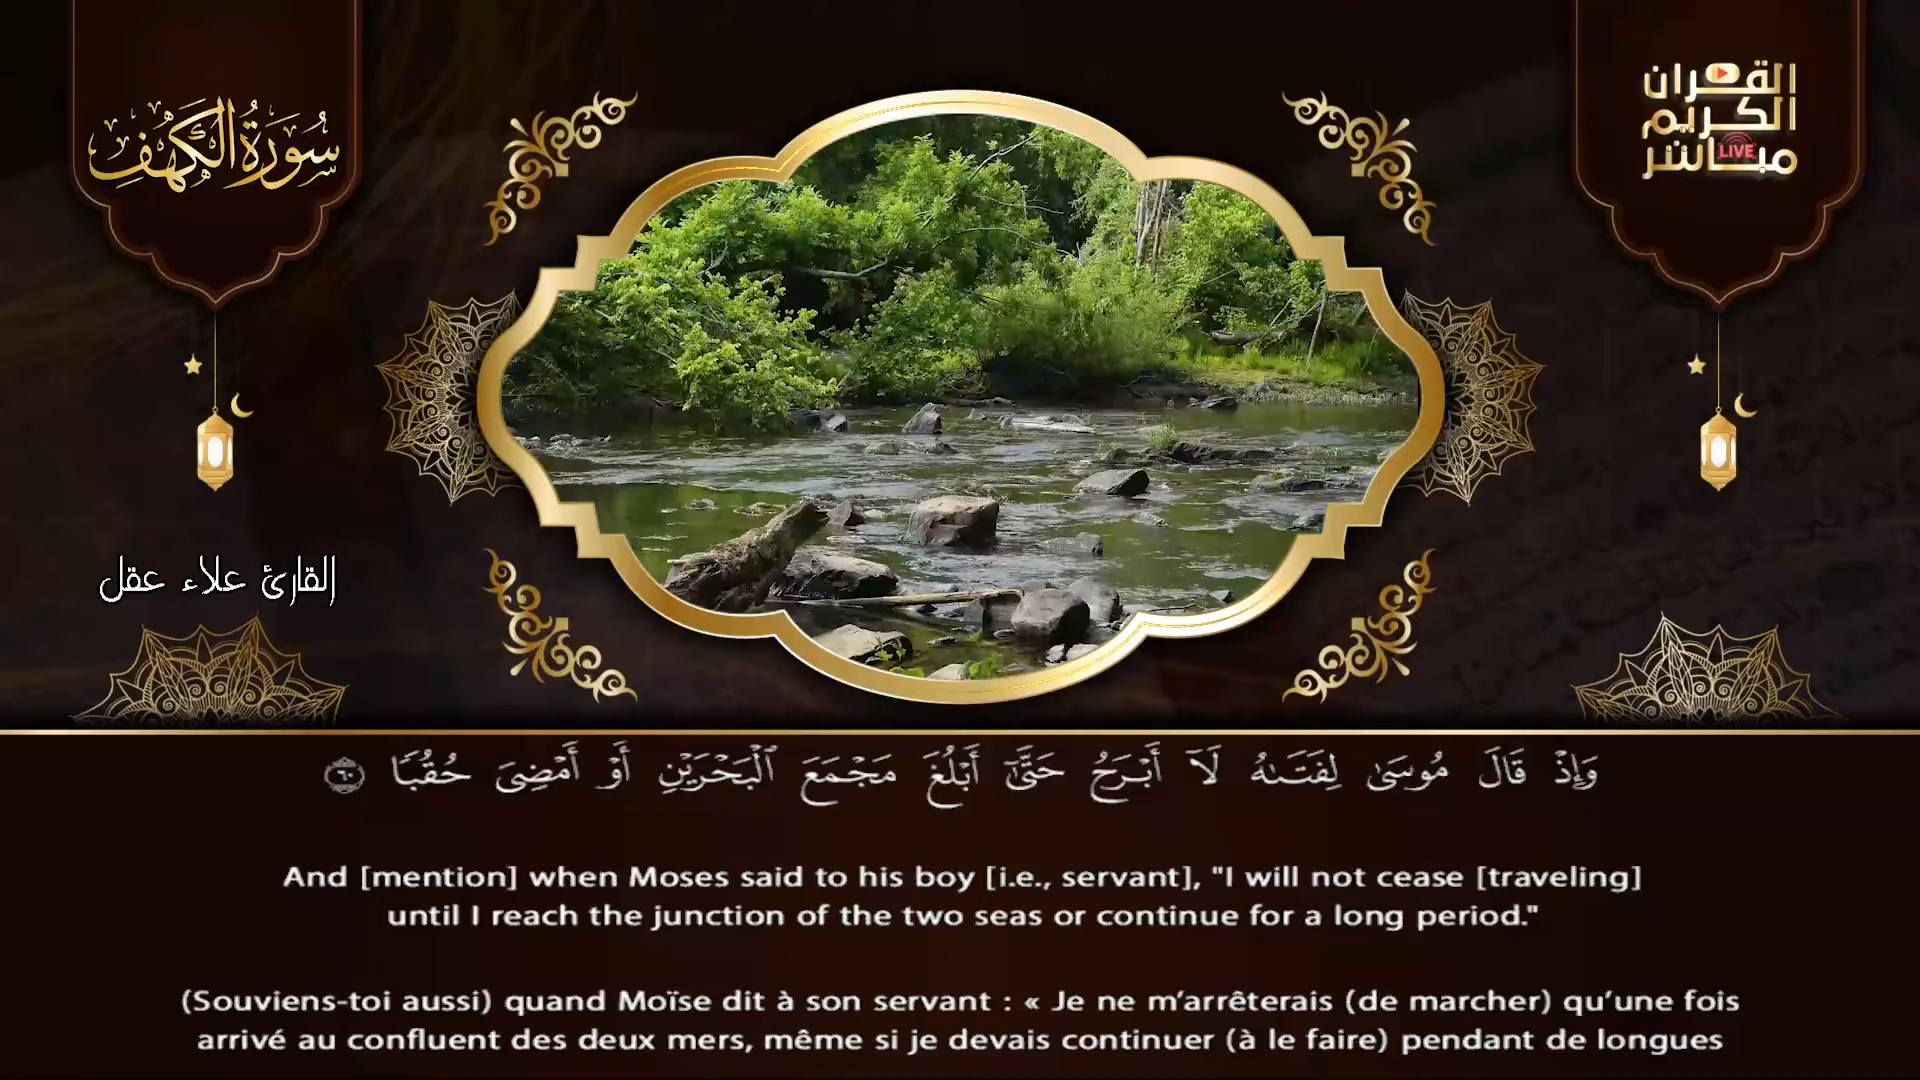 سُورَةُ الكَهْفِ
القرآن
الكريم
مباشر
LIVE
القارئ علاء عقل
وَإِذْ قَالَ مُوسَىٰ لِفَتَىٰهُ لَآ أَبْرَحُ حَتَّىٰٓ أَبْلُغَ مَجْمَعَ ٱلْبَحْرَيْنِ أَوْ أَمْضِىَ حُقُبًا ٦٠
And [mention] when Moses said to his boy [i.e., servant], "I will not cease [traveling]
until I reach the junction of the two seas or continue for a long period."
(Souviens-toi aussi) quand Moïse dit à son servant : « Je ne m’arrêterais (de marcher) qu’une fois
arrivé au confluent des deux mers, même si je devais continuer (à le faire) pendant de longues